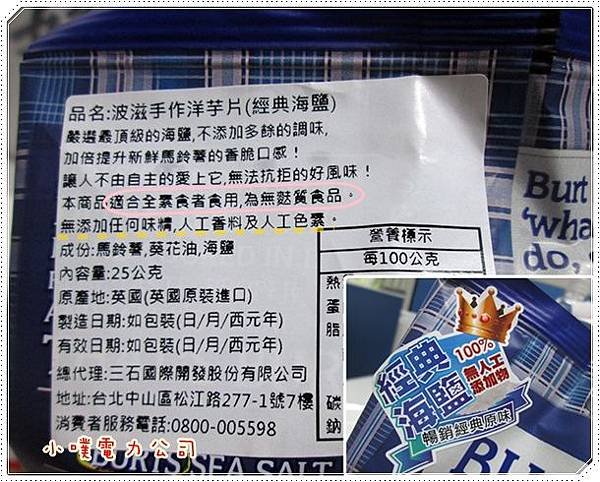 品名:波滋手作洋芋片(經典海鹽)
嚴選最頂級的海鹽,不添加多餘的調味,
加倍提升新鮮馬鈴薯的香脆口感!
讓人不由自主的愛上它,無法抗拒的好風味!
本商品適合全素食者食用,為無麩質食品。
無添加任何味精,人工香料及人工色素。
成份:馬鈴薯,葵花油,海鹽
內容量:25公克
原產地:英國(英國原裝進口)
製造日期:如包裝(日/月/西元年)
有效日期:如包裝(日/月/西元年)
總代理:三石國際開發股份有限公司
地址:台北中山區松江路277-1號7樓
消費者服務電話:0800-005598
營養標示
每100公克
熱
蛋
脂
碳
鈉
Burt
'wha
do,
BURTS SEA SALT
100%
無人工
添加物
經典
海鹽
暢銷經典原味
BU
小噗電力公司